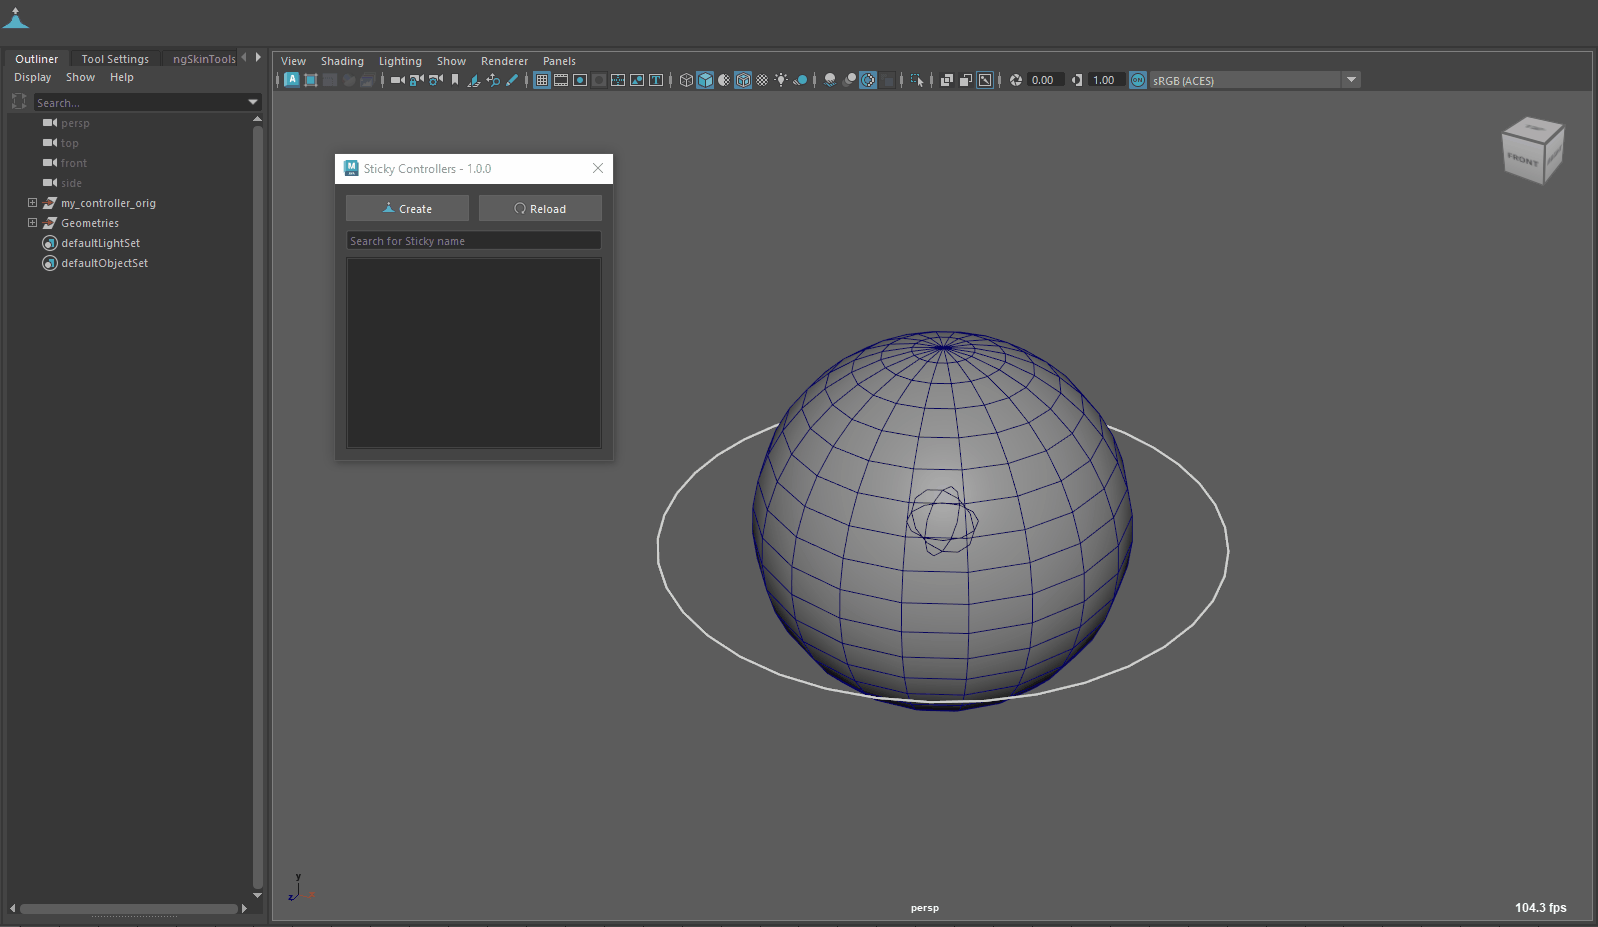 Outliner Tool Settings ngSkinTools
Display Show Help
Search...
persp
top
front
side
my_controller_orig
Geometries
defaultLightSet
defaultObjectSet
View Shading Lighting Show Renderer Panels
0.00 1.00 ON sRGB (ACES)
Sticky Controllers - 1.0.0
Create Reload
Search for Sticky name
FRONT
y
z
persp
104.3 fps